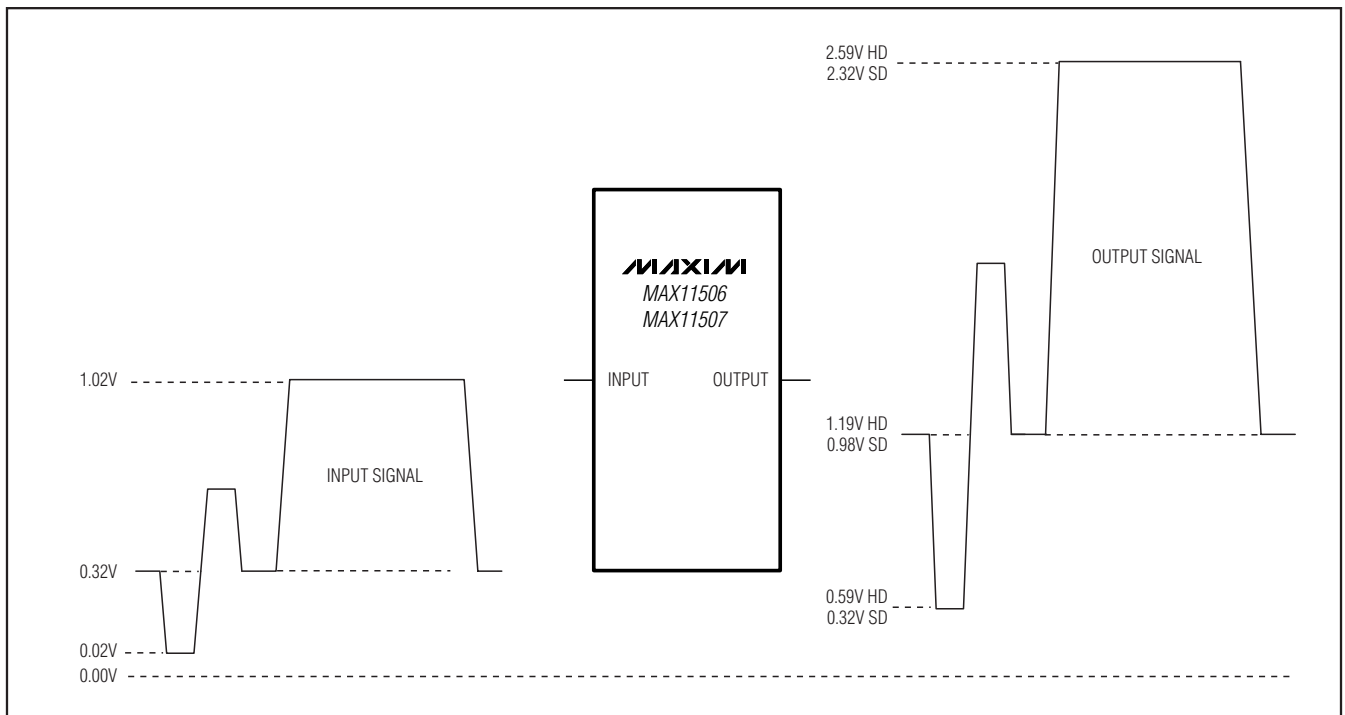 2.59V HD
2.32V SD
OUTPUT SIGNAL
MAXIM
MAX11506
MAX11507
1.02V
INPUT
OUTPUT
1.19V HD
0.98V SD
INPUT SIGNAL
0.32V
0.59V HD
0.32V SD
0.02V
0.00V